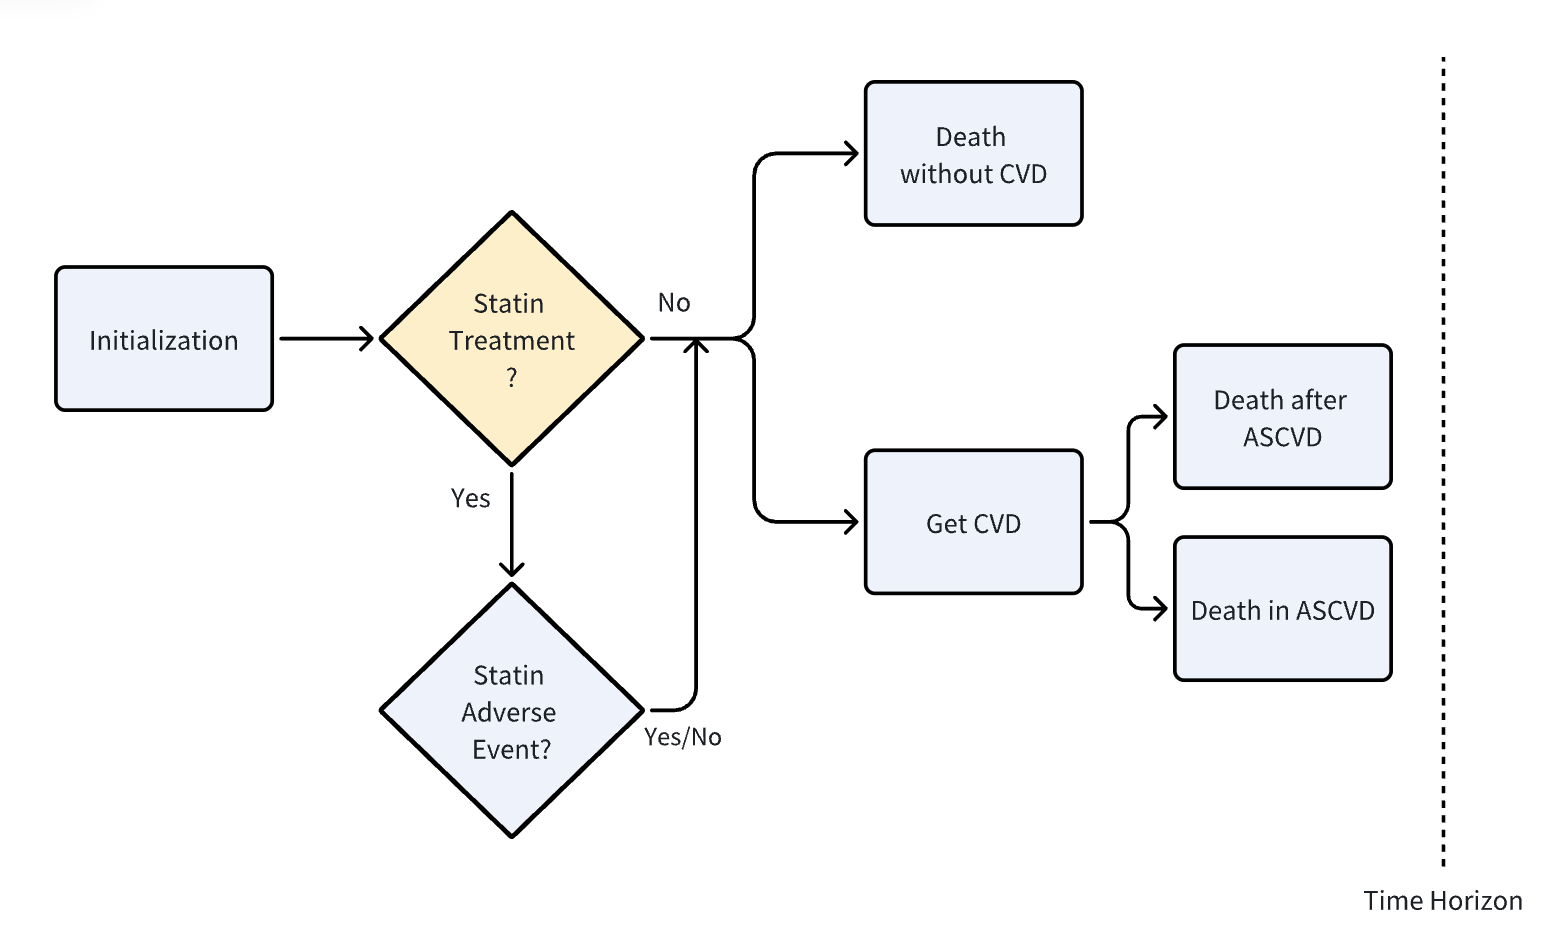 Initialization
Statin
Treatment
?
No
Yes
Statin
Adverse
Event?
Yes/No
Death
without CVD
Get CVD
Death after
ASCVD
Death in ASCVD
Time Horizon